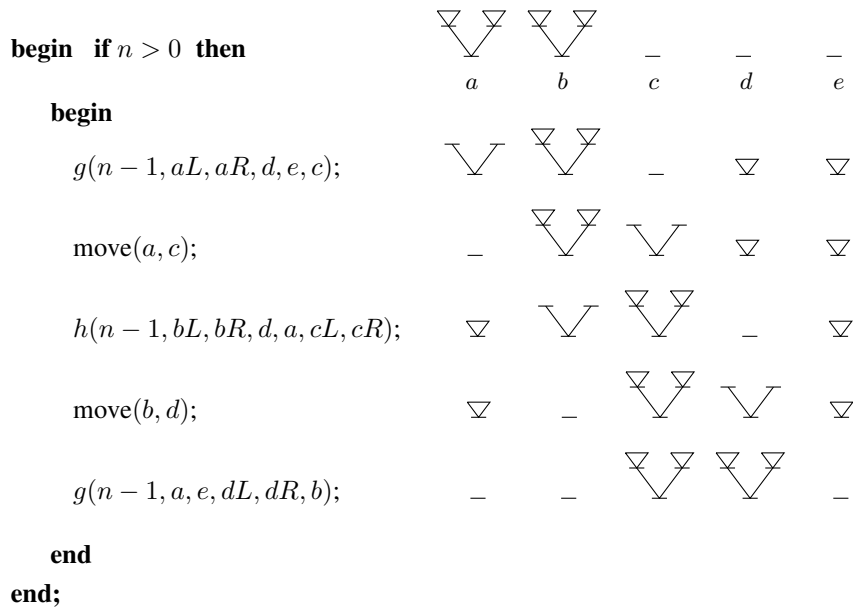 begin if n > 0 then
a b c d e
begin
g(n − 1, aL, aR, d, e, c);
move(a, c);
h(n − 1, bL, bR, d, a, cL, cR);
move(b, d);
g(n − 1, a, e, dL, dR, b);
end
end;